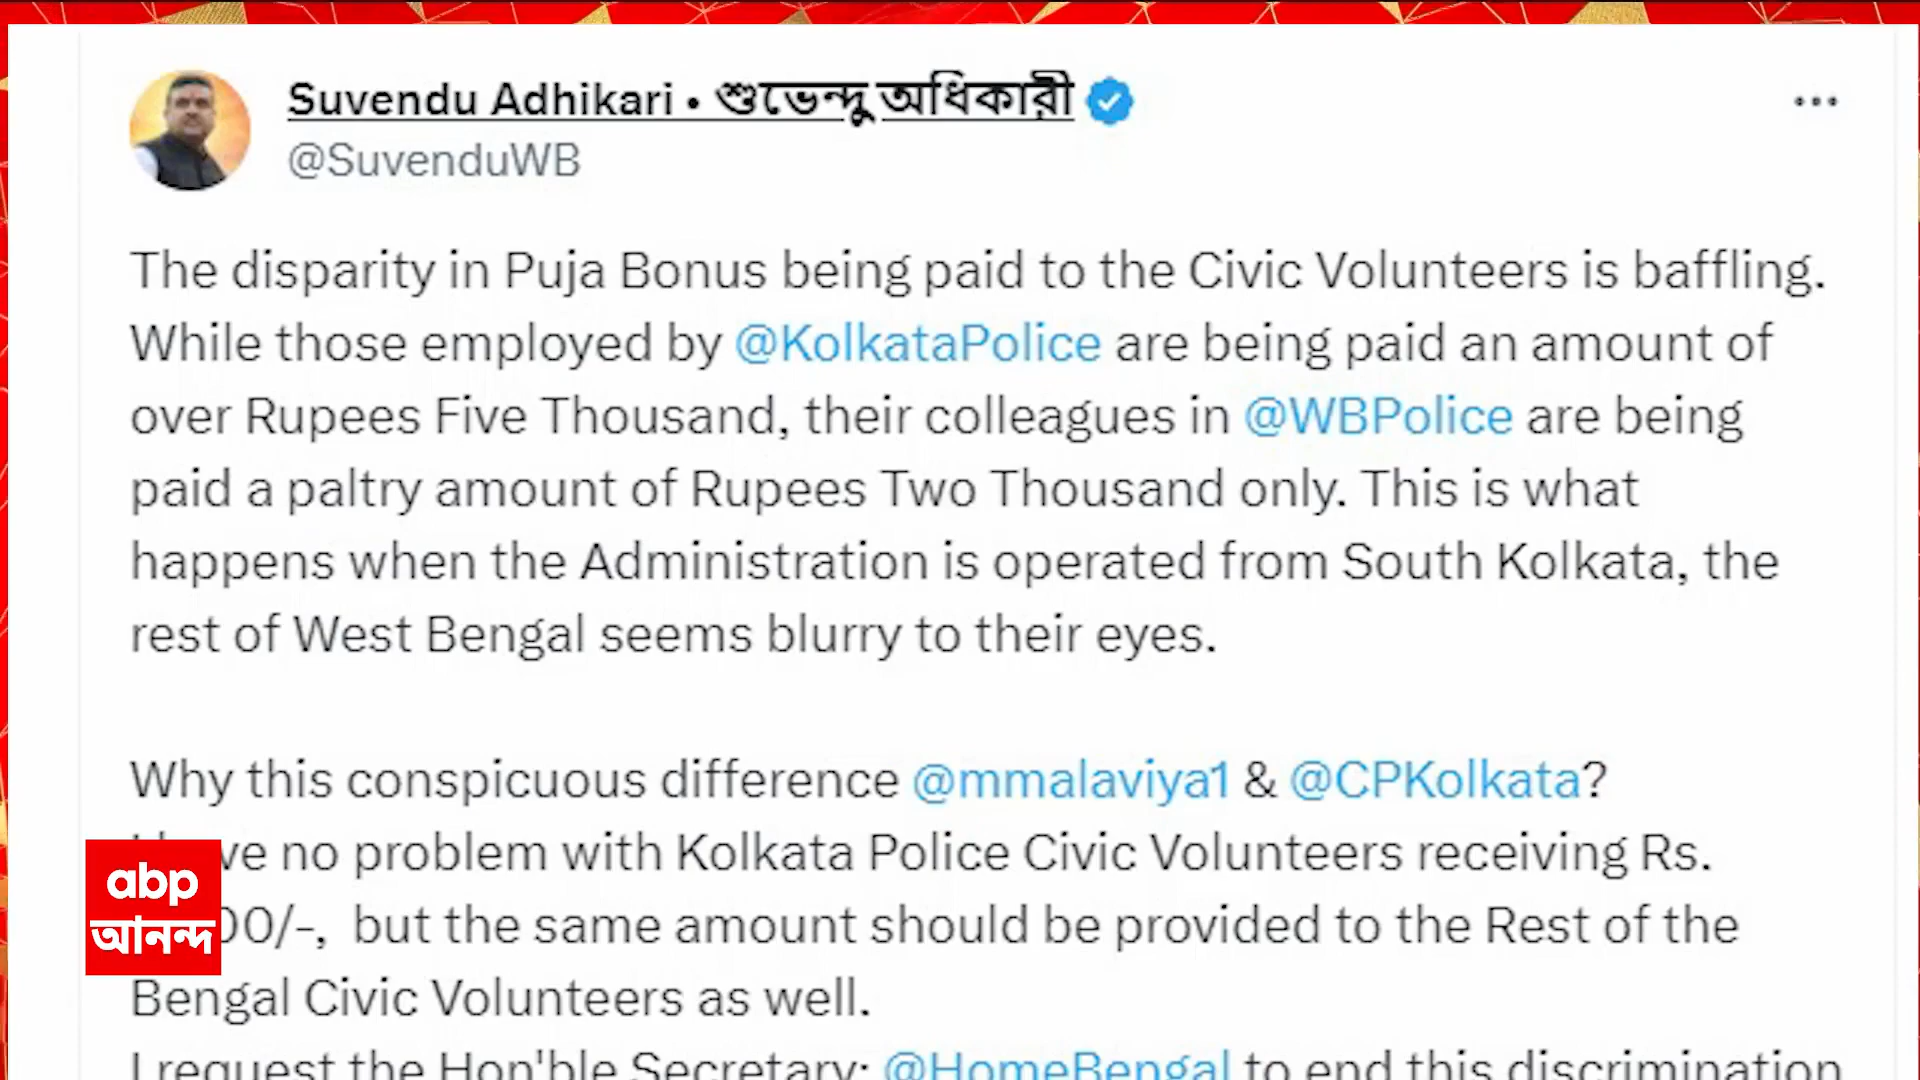 Suvendu Adhikari • শুভেন্দু অধিকারী
@SuvenduWB
The disparity in Puja Bonus being paid to the Civic Volunteers is baffling.
While those employed by @KolkataPolice are being paid an amount of
over Rupees Five Thousand, their colleagues in @WBPolice are being
paid a paltry amount of Rupees Two Thousand only. This is what
happens when the Administration is operated from South Kolkata, the
rest of West Bengal seems blurry to their eyes.
Why this conspicuous difference @mmalaviya1 & @CPKolkata?
no problem with Kolkata Police Civic Volunteers receiving Rs.
but the same amount should be provided to the Rest of the
Bengal Civic Volunteers as well.
I request the Hon'ble Secretary; @HomeBengal to end this discrimination
abp
আনন্দ